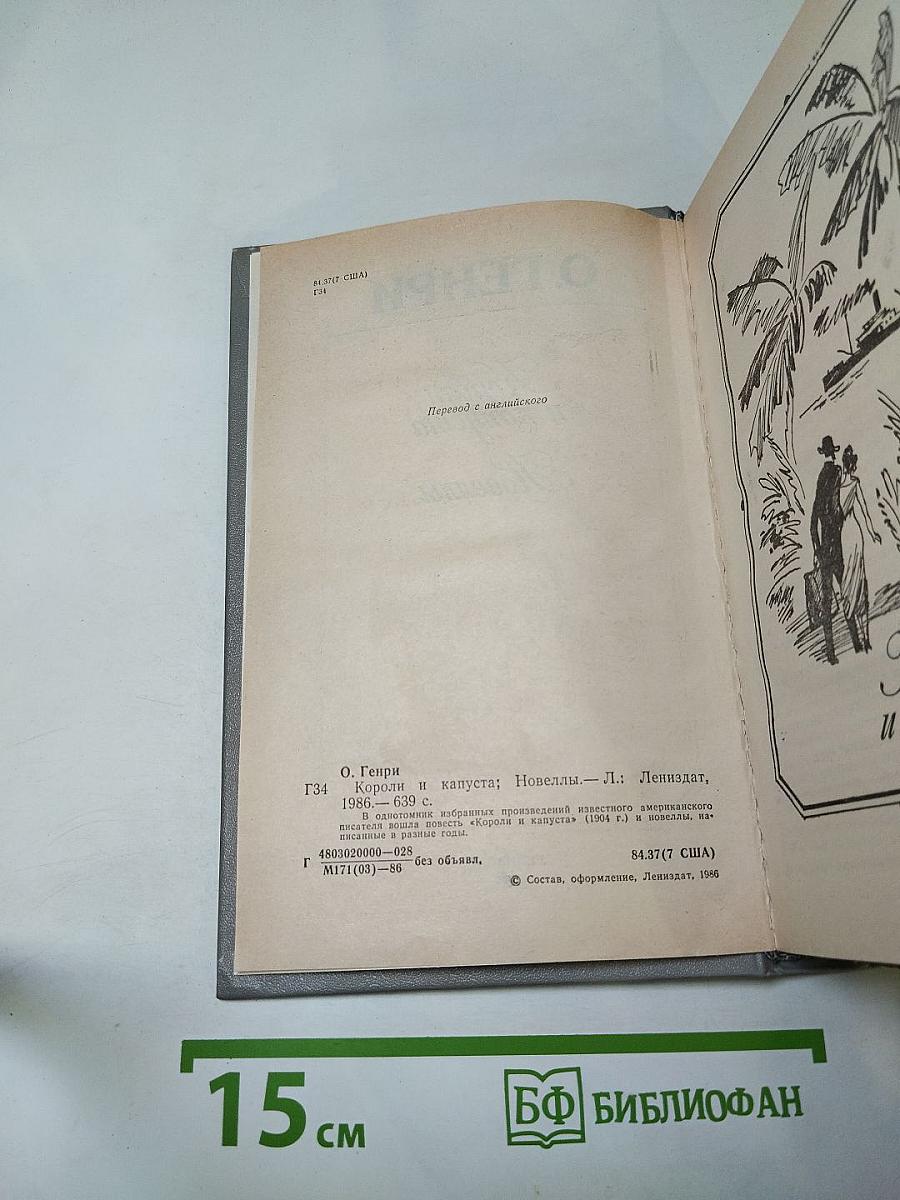 84.37(7 США)
Г34
О. ГЕНРИ
Перевод с английского
Новеллы
О. Генри
Г34 Короли и капуста; Новеллы.— Л.: Лениздат,
1986.— 639 с.
В однотомник избранных произведений известного американского
писателя вошла повесть «Короли и капуста» (1904 г.) и новеллы, на-
писанные в разные годы.
Г 4803020000—028 без объявл.
М171(03)—86
84.37(7 США)
© Состав, оформление, Лениздат, 1986
и
15 см
БФ БИБЛИОФАН